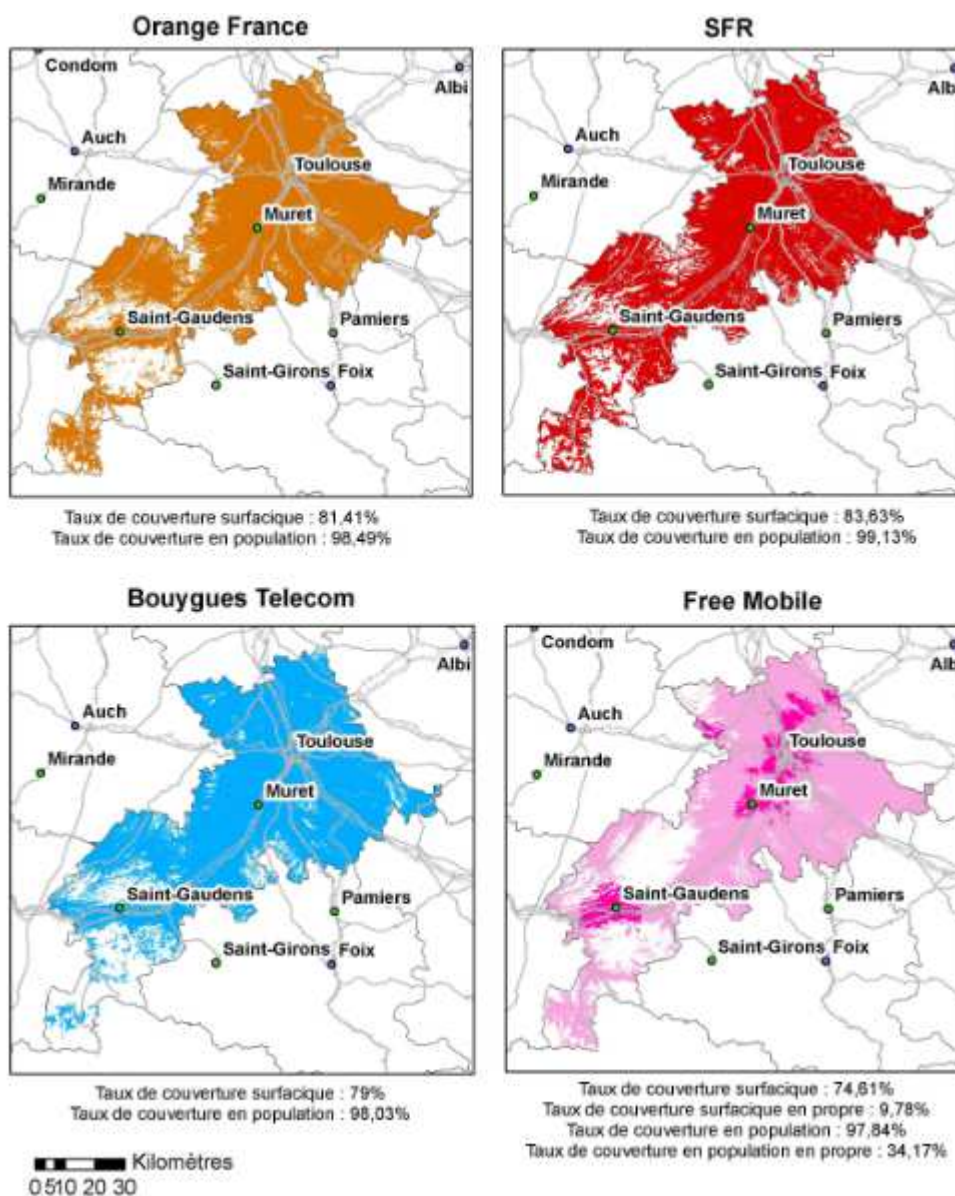 Orange France
Condom
Albi
Auch
Toulouse
Mirande
Muret
Saint-Gaudens
Pamiers
Saint-Girons Foix
Taux de couverture surfacique : 81,41%
Taux de couverture en population : 98,49%
SFR
Albi
Auch
Toulouse
Mirande
Muret
Saint-Gaudens
Pamiers
Saint-Girons Foix
Taux de couverture surfacique : 83,63%
Taux de couverture en population : 99,13%
Bouygues Telecom
Albi
Auch
Toulouse
Mirande
Muret
Saint-Gaudens
Pamiers
Saint-Girons Foix
Taux de couverture surfacique : 79%
Taux de couverture en population : 98,03%
Free Mobile
Condom
Alb
Auch
Toulouse
Mirande
Muret
Saint-Gaudens
Pamiers
Saint-Girons Foix
Taux de couverture surfacique : 74,61%
Taux de couverture surfacique en propre : 9,78%
Taux de couverture en population : 97,84%
Taux de couverture en population en propre : 34,17%
Kilomètres
0 510 20 30